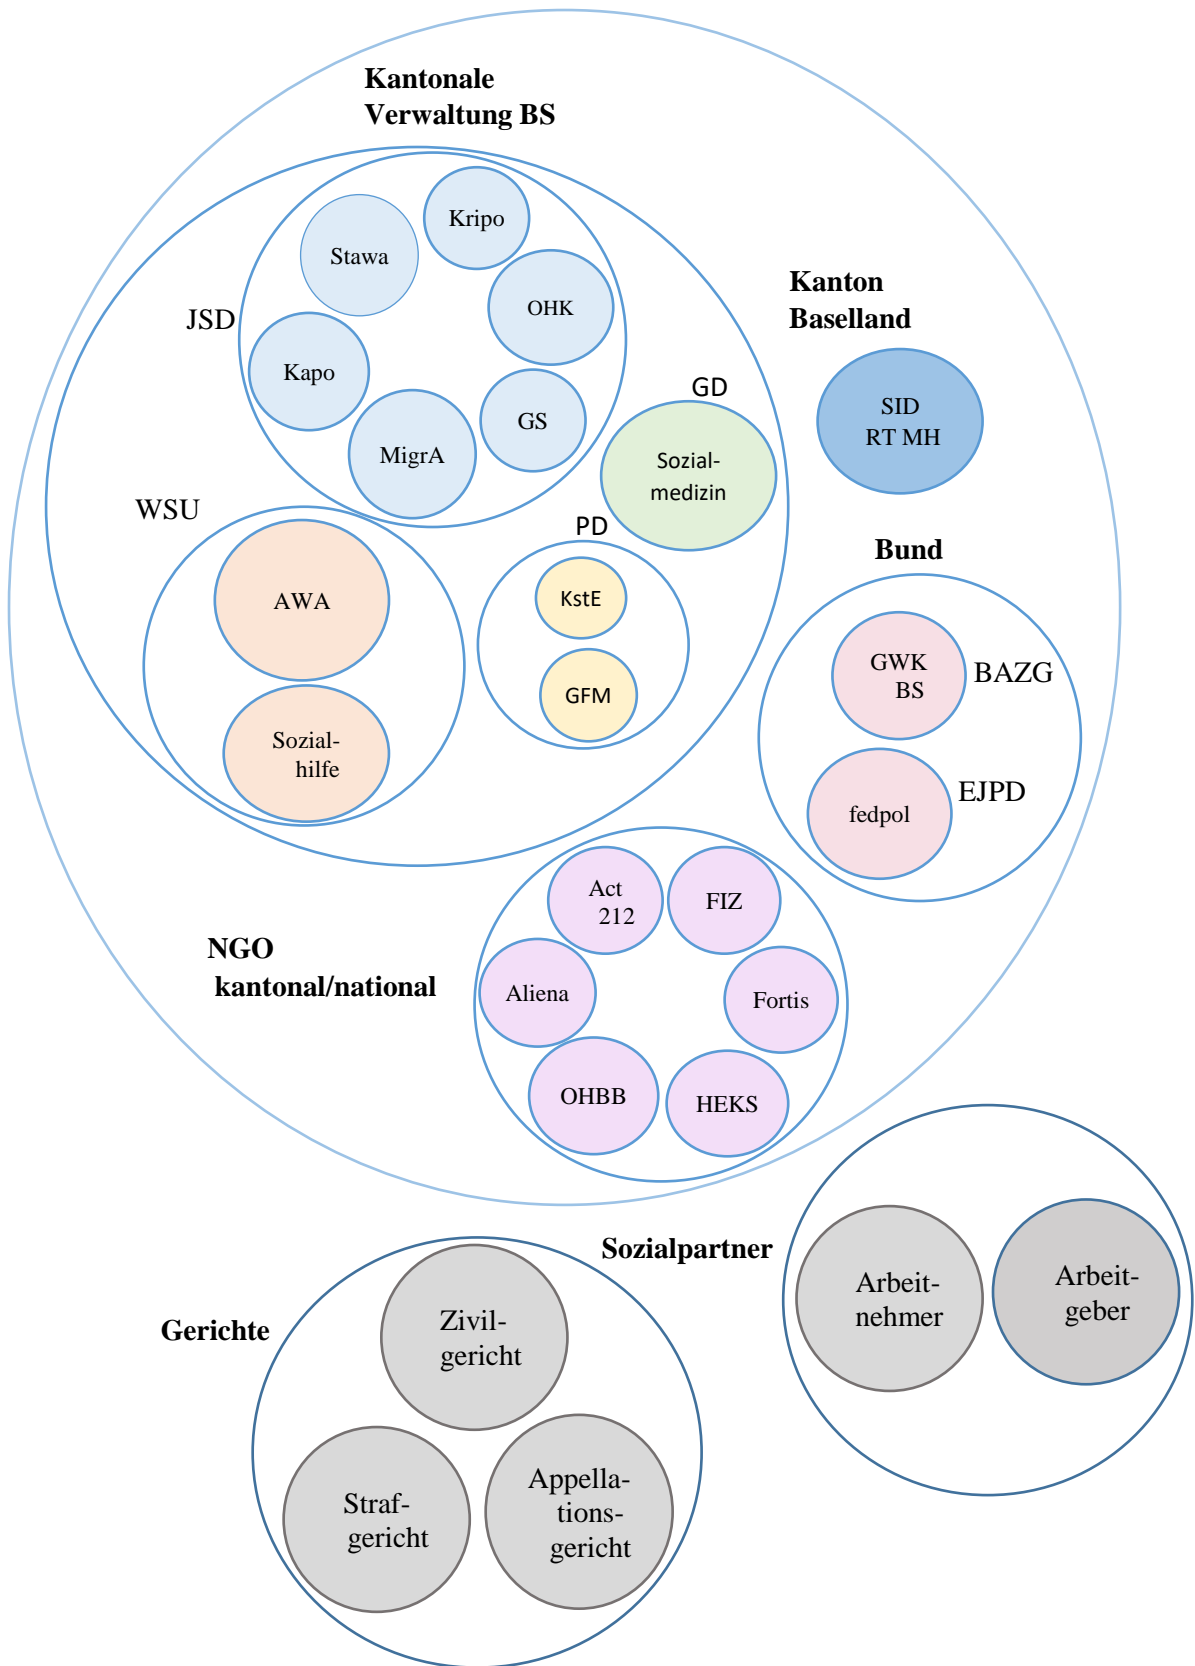 Kantonale
Verwaltung BS
JSD
Kripo
Stawa
OHK
Kapo
GS
MigrA
Kanton
Baselland
SID
RT MH
GD
Sozial-
medizin
WSU
AWA
Sozial-
hilfe
PD
KstE
GFM
Bund
GWK
BS
BAZG
fedpol
EJPD
NGO
kantonal/national
Act
212
FIZ
Aliena
Fortis
OHBB
HEKS
Sozialpartner
Arbeit-
nehmer
Arbeit-
geber
Gerichte
Zivil-
gericht
Straf-
gericht
Appella-
tions-
gericht